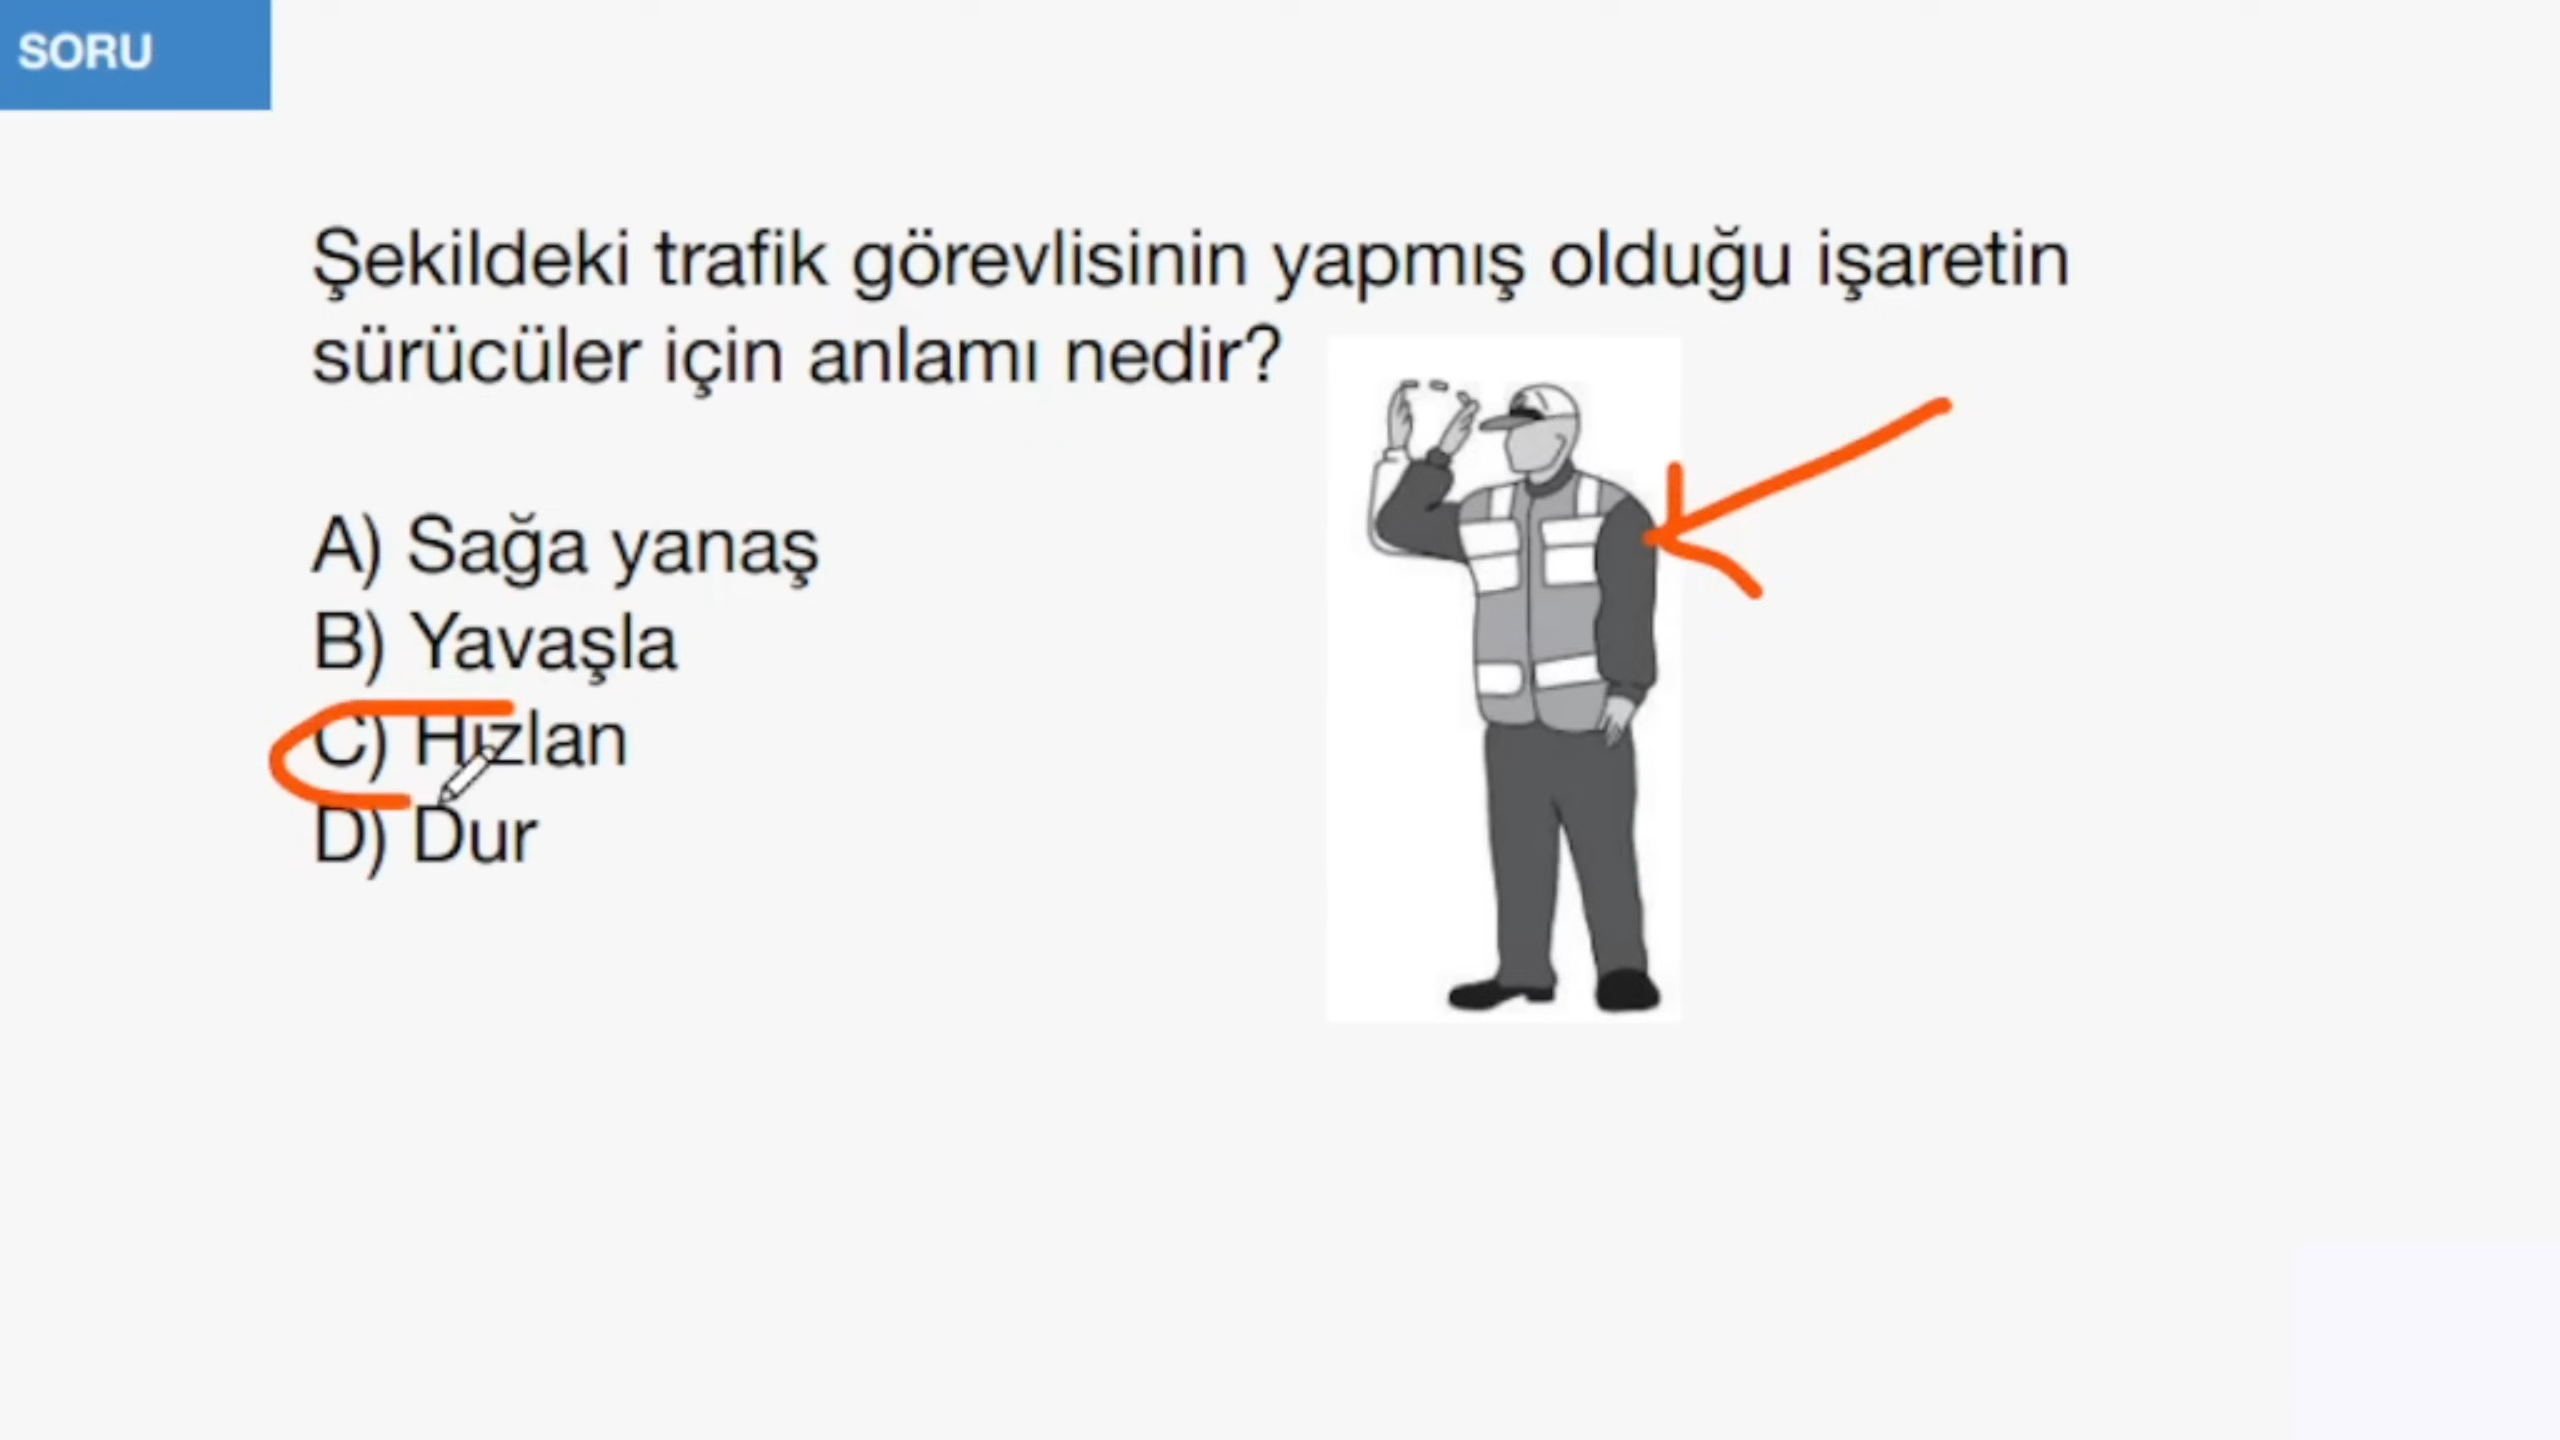 SORU
Şekildeki trafik görevlisinin yapmış olduğu işaretin
sürücüler için anlamı nedir?
A) Sağa yanaş
B) Yavaşla
C) Hızlan
D) Dur